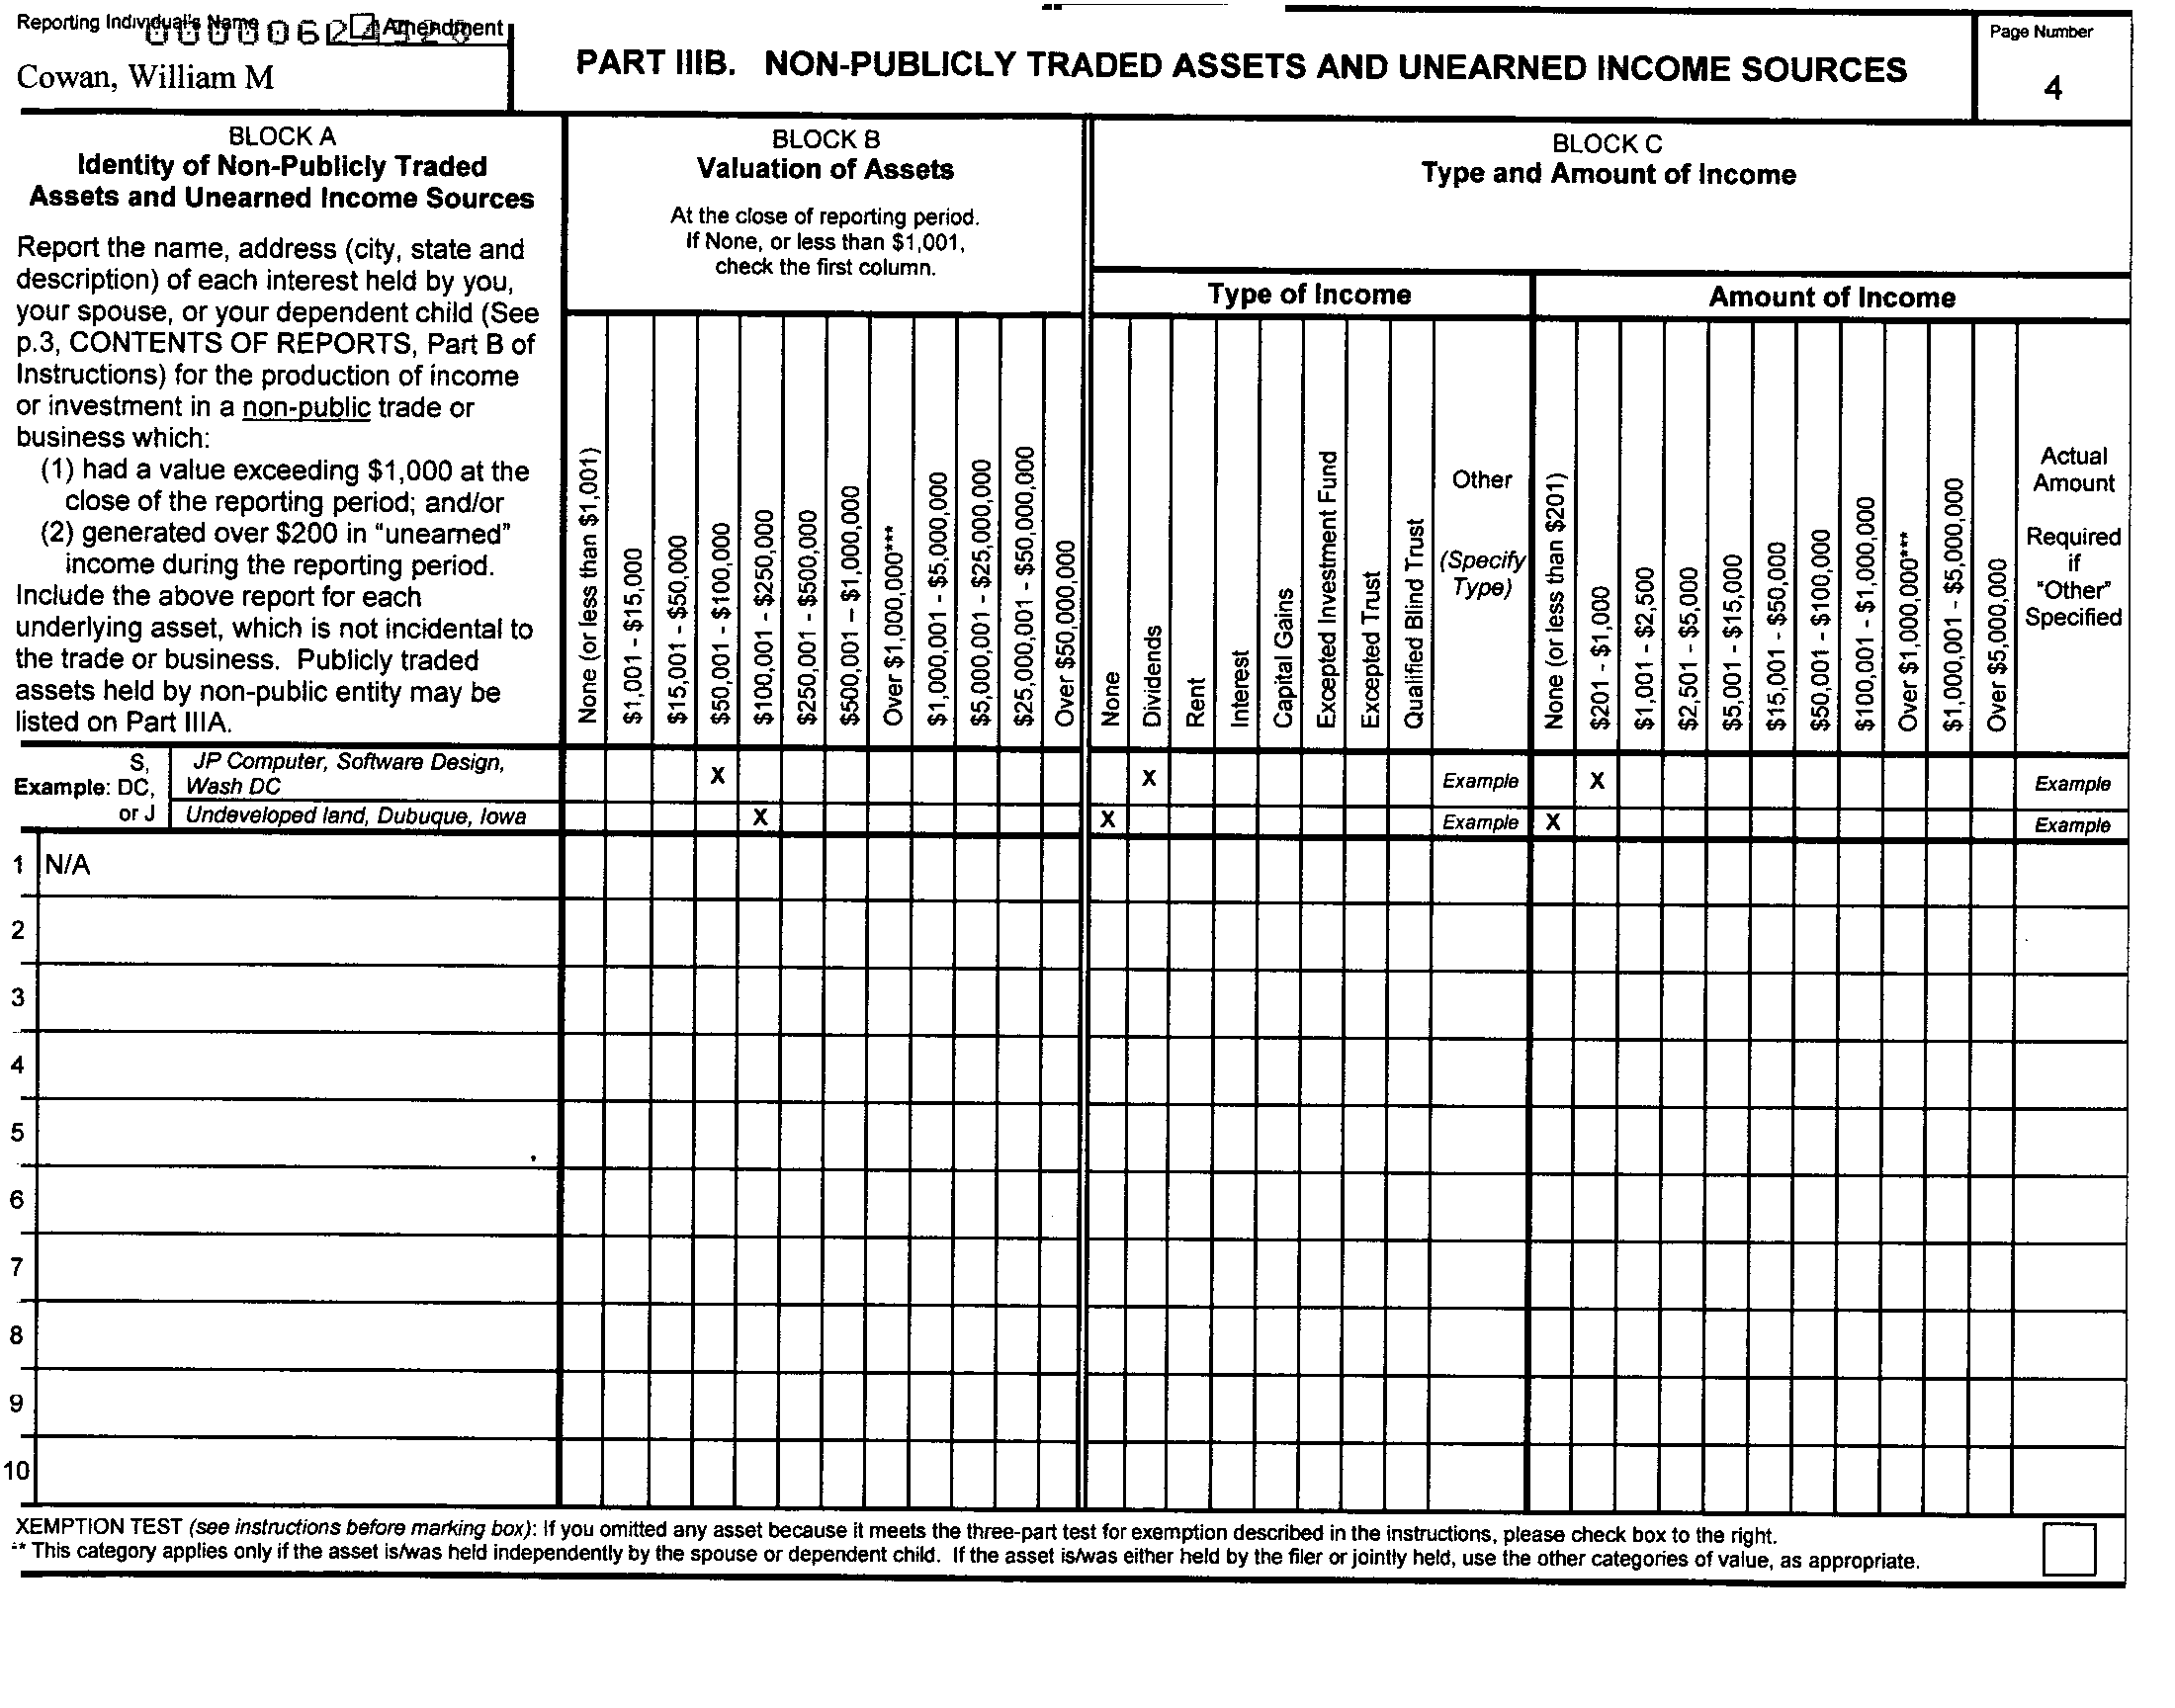 Reporting Individual's Name
Amendment
Cowan, William M
PART IIIB. NON-PUBLICLY TRADED ASSETS AND UNEARNED INCOME SOURCES
Page Number
4
BLOCK A
Identity of Non-Publicly Traded
Assets and Unearned Income Sources
Report the name, address (city, state and
description) of each interest held by you,
your spouse, or your dependent child (See
p.3, CONTENTS OF REPORTS, Part B of
Instructions) for the production of income
or investment in a non-public trade or
business which:
(1) had a value exceeding $1,000 at the
close of the reporting period; and/or
(2) generated over $200 in "unearned"
income during the reporting period.
Include the above report for each
underlying asset, which is not incidental to
the trade or business. Publicly traded
assets held by non-public entity may be
listed on Part IIIA.
BLOCK B
Valuation of Assets
At the close of reporting period.
If None, or less than $1,001,
check the first column.
None (or less than $1,001)
$1,001 - $15,000
$15,001 - $50,000
$50,001 - $100,000
$100,001 - $250,000
$250,001 - $500,000
$500,001 – $1,000,000
Over $1,000,000***
$1,000,001 - $5,000,000
$5,000,001 - $25,000,000
$25,000,001 - $50,000,000
Over $50,000,000
BLOCK C
Type and Amount of Income
Type of Income
None
Dividends
Rent
Interest
Capital Gains
Excepted Investment Fund
Excepted Trust
Qualified Blind Trust
Other
(Specify
Type)
Amount of Income
None (or less than $201)
$201 - $1,000
$1,001 - $2,500
$2,501 - $5,000
$5,001 - $15,000
$15,001 - $50,000
$50,001 - $100,000
$100,001 - $1,000,000
Over $1,000,000***
$1,000,001 - $5,000,000
Over $5,000,000
Actual
Amount
Required
if
"Other"
Specified
S,
Example: DC,
or J
JP Computer, Software Design,
Wash DC
X X Example X Example
Undeveloped land, Dubuque, Iowa X X Example X Example
1 N/A
2
3
4
5
6
7
8
9
10
XEMPTION TEST (see instructions before marking box): If you omitted any asset because it meets the three-part test for exemption described in the instructions, please check box to the right.
** This category applies only if the asset is/was held independently by the spouse or dependent child. If the asset is/was either held by the filer or jointly held, use the other categories of value, as appropriate.